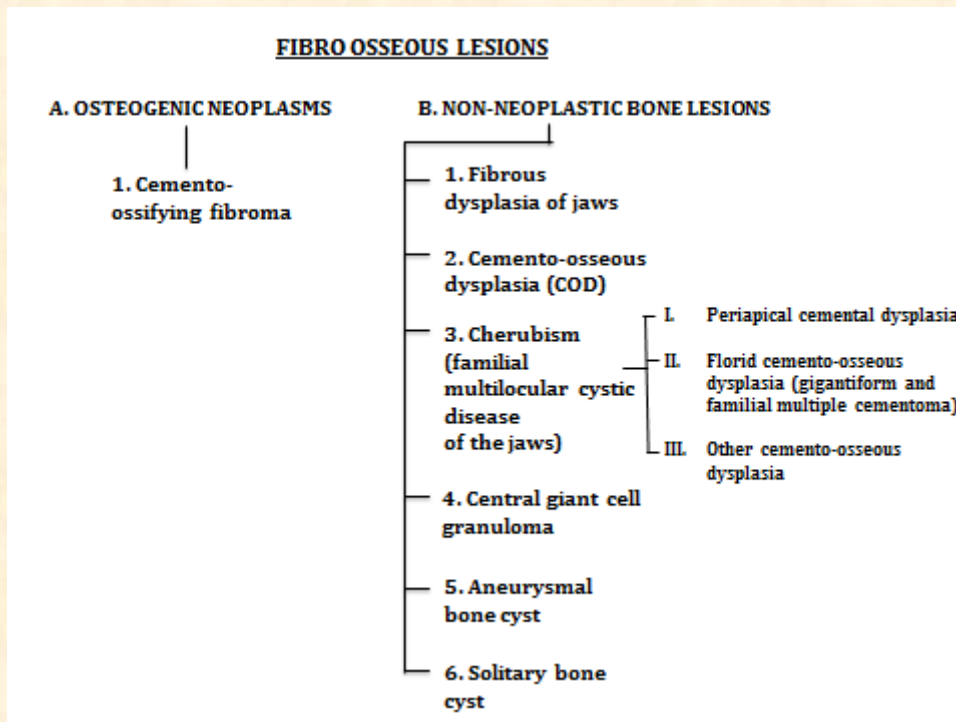 FIBRO OSSEOUS LESIONS
A. OSTEOGENIC NEOPLASMS
1. Cemento-
ossifying fibroma
B. NON-NEOPLASTIC BONE LESIONS
1. Fibrous
dysplasia of jaws
2. Cemento-osseous
dysplasia (COD)
3. Cherubism
(familial
multilocular cystic
disease
of the jaws)
I. Periapical cemental dysplasia
II. Florid cemento-osseous
dysplasia (gigantiform and
familial multiple cementoma)
III. Other cemento-osseous
dysplasia
4. Central giant cell
granuloma
5. Aneurysmal
bone cyst
6. Solitary bone
cyst